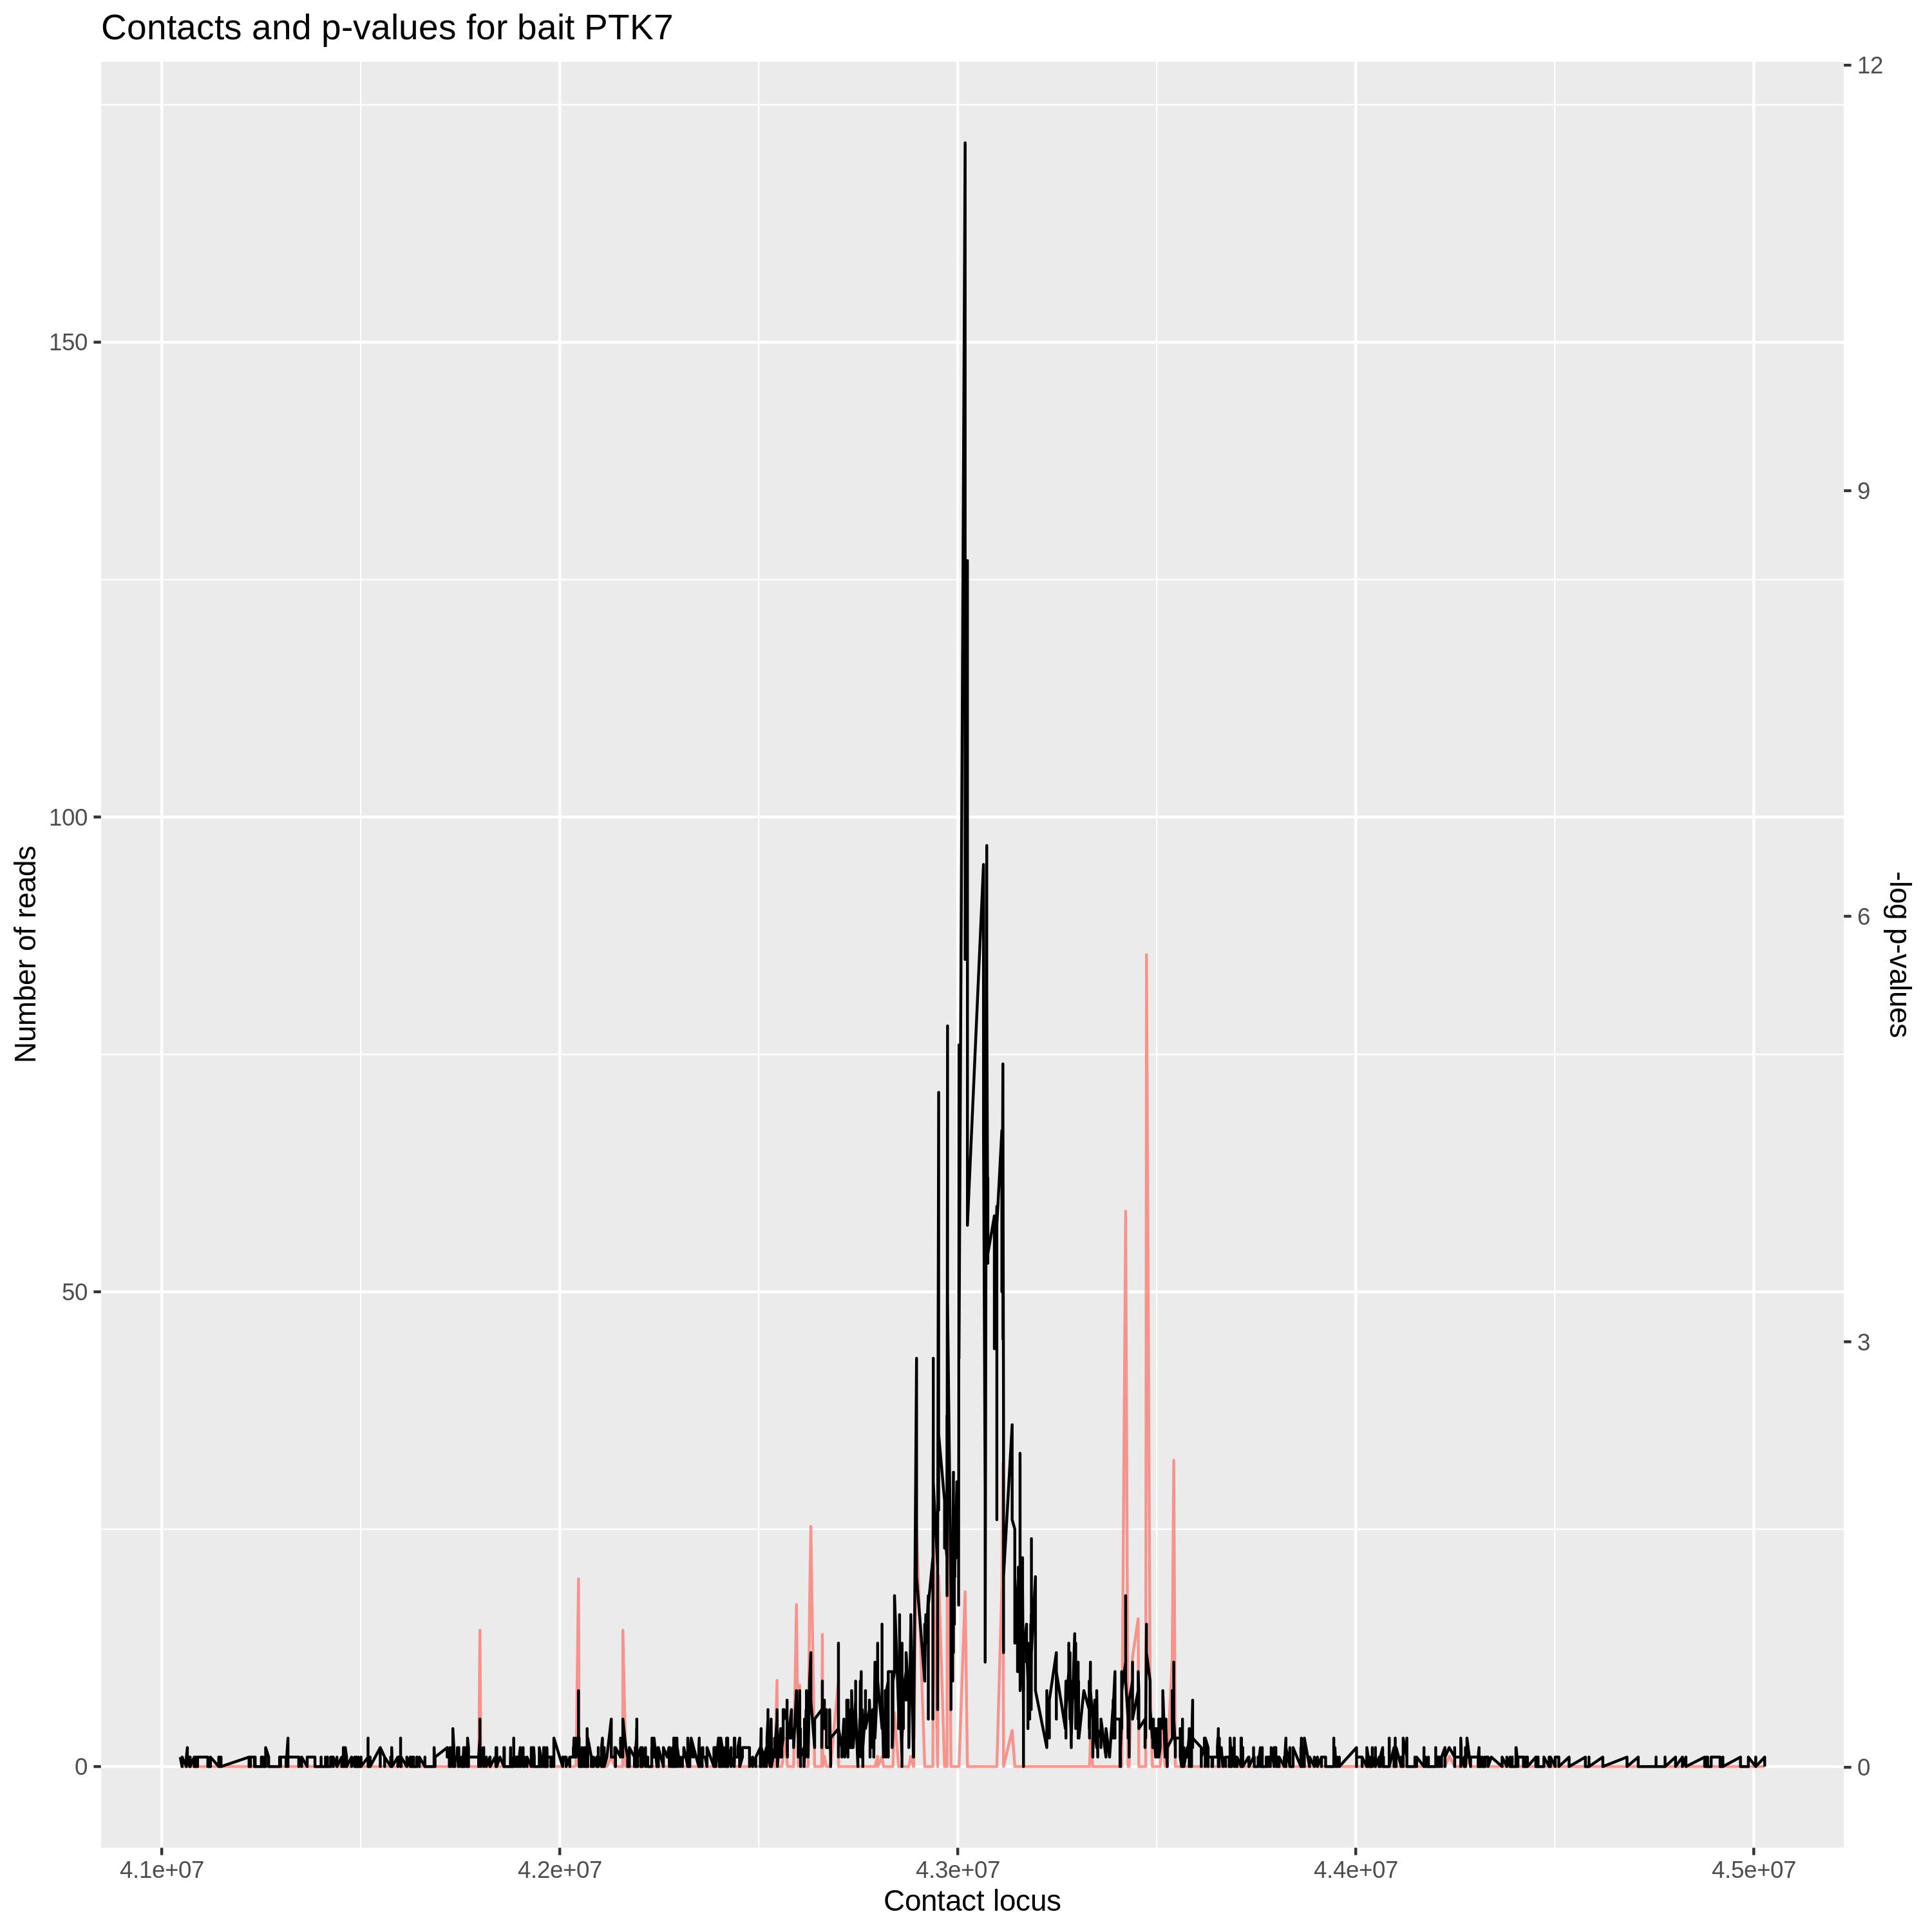 Contacts and p-values for bait PTK7
Number of reads
150
100
50
0
12
9
6
3
0
-log p-values
4.1e+07
4.2e+07
4.3e+07
4.4e+07
4.5e+07
Contact locus